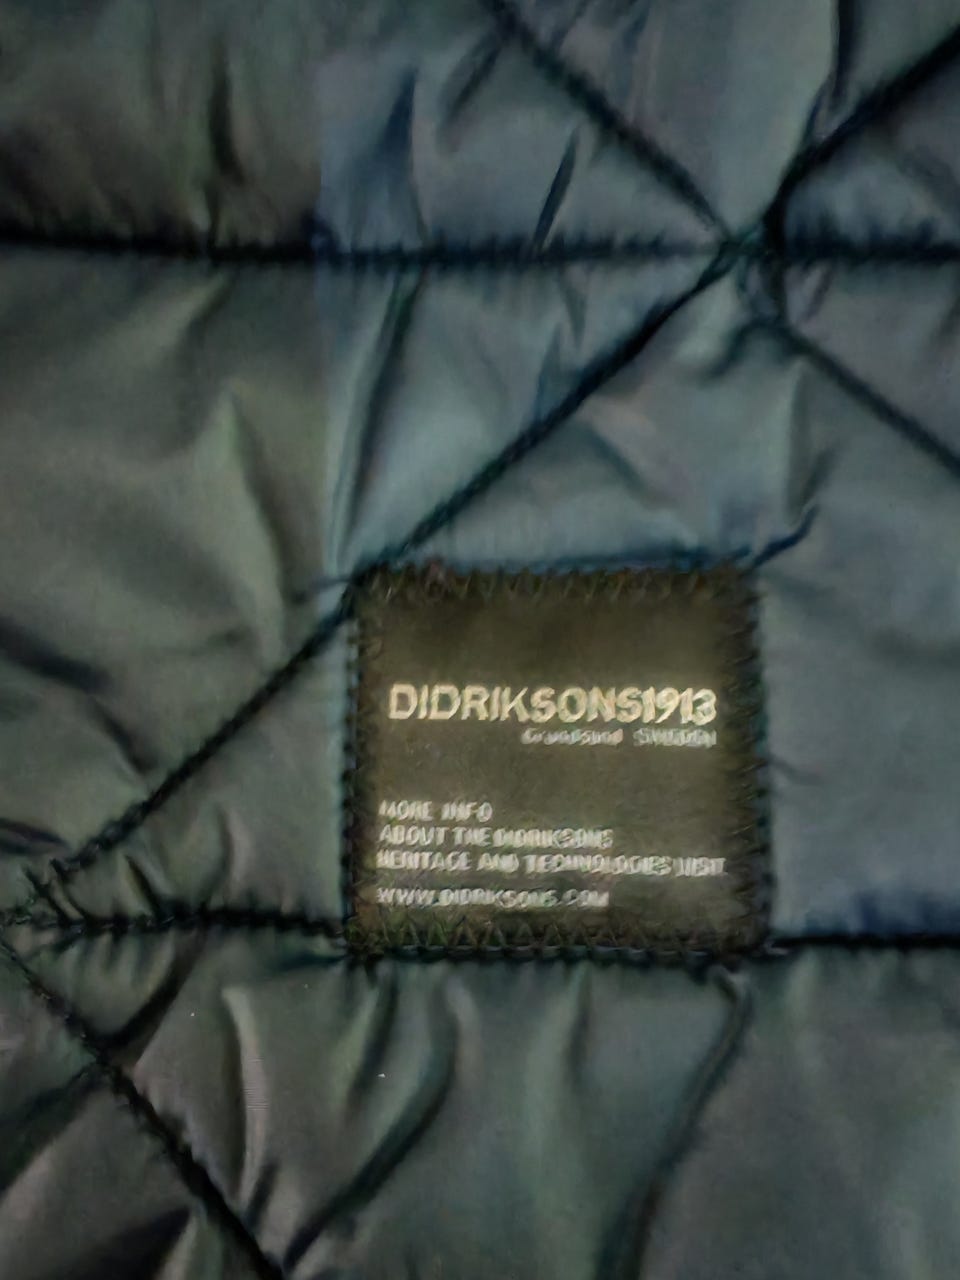 DIDRIKSONS1913
Grundsund SWEDEN
MORE INFO
ABOUT THE DIDRIKSONS
HERITAGE AND TECHNOLOGIES VISIT
WWW.DIDRIKSONS.COM